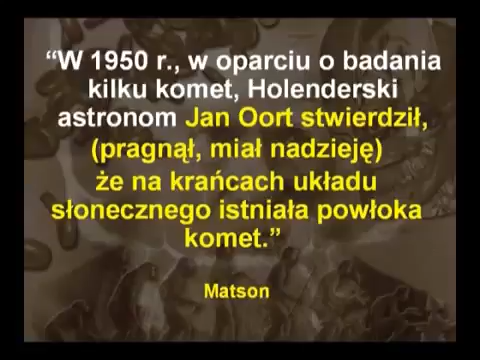 “W 1950 r., w oparciu o badania
kilku komet, Holenderski
astronom Jan Oort stwierdził,
(pragnął, miał nadzieję)
że na krańcach układu
słonecznego istniała powłoka
komet.”
Matson